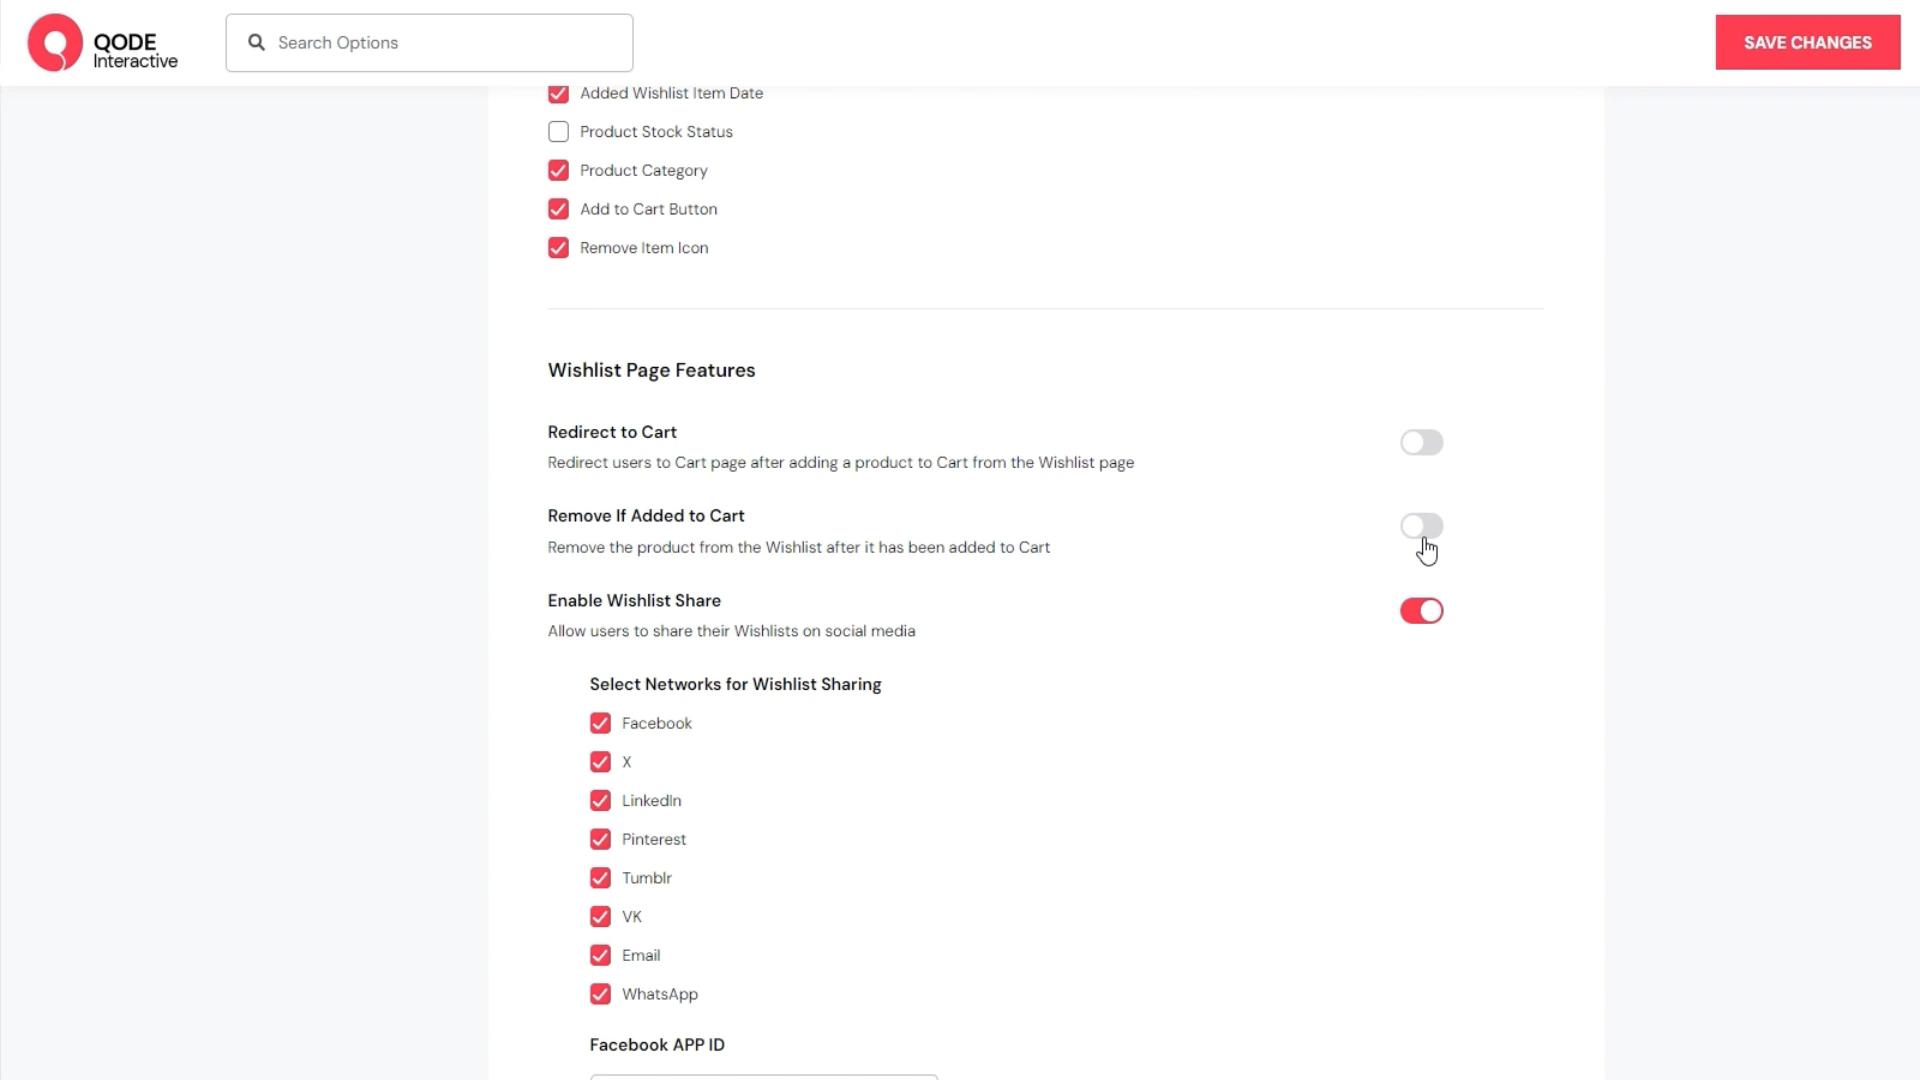 QODE
Interactive
Search Options
SAVE CHANGES
Added Wishlist Item Date
Product Stock Status
Product Category
Add to Cart Button
Remove Item Icon
Wishlist Page Features
Redirect to Cart
Redirect users to Cart page after adding a product to Cart from the Wishlist page
Remove If Added to Cart
Remove the product from the Wishlist after it has been added to Cart
Enable Wishlist Share
Allow users to share their Wishlists on social media
Select Networks for Wishlist Sharing
Facebook
X
LinkedIn
Pinterest
Tumblr
VK
Email
WhatsApp
Facebook APP ID